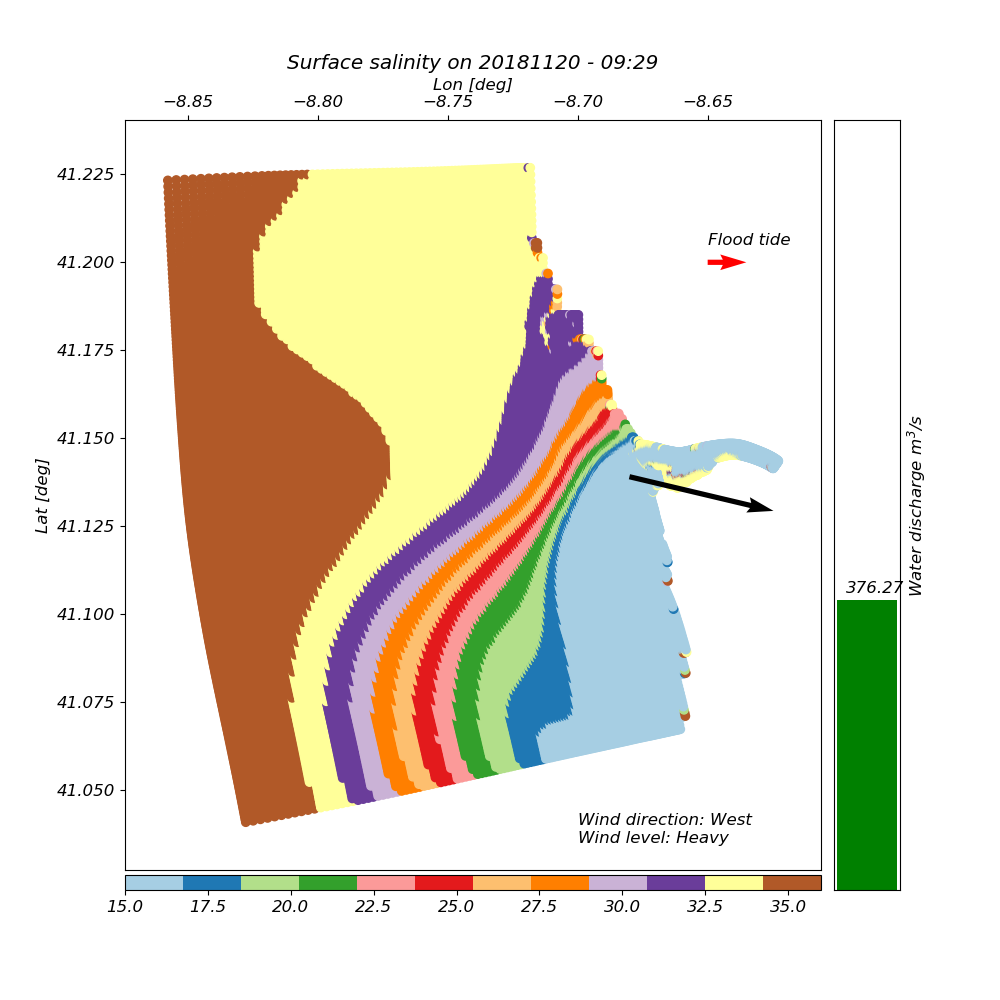 Surface salinity on 20181120 - 09:29
Lon [deg]
−8.85 −8.80 −8.75 −8.70 −8.65
41.225
41.200
41.175
41.150
41.125
41.100
41.075
41.050
Lat [deg]
Flood tide
Wind direction: West
Wind level: Heavy
376.27
Water discharge m³/s
15.0 17.5 20.0 22.5 25.0 27.5 30.0 32.5 35.0